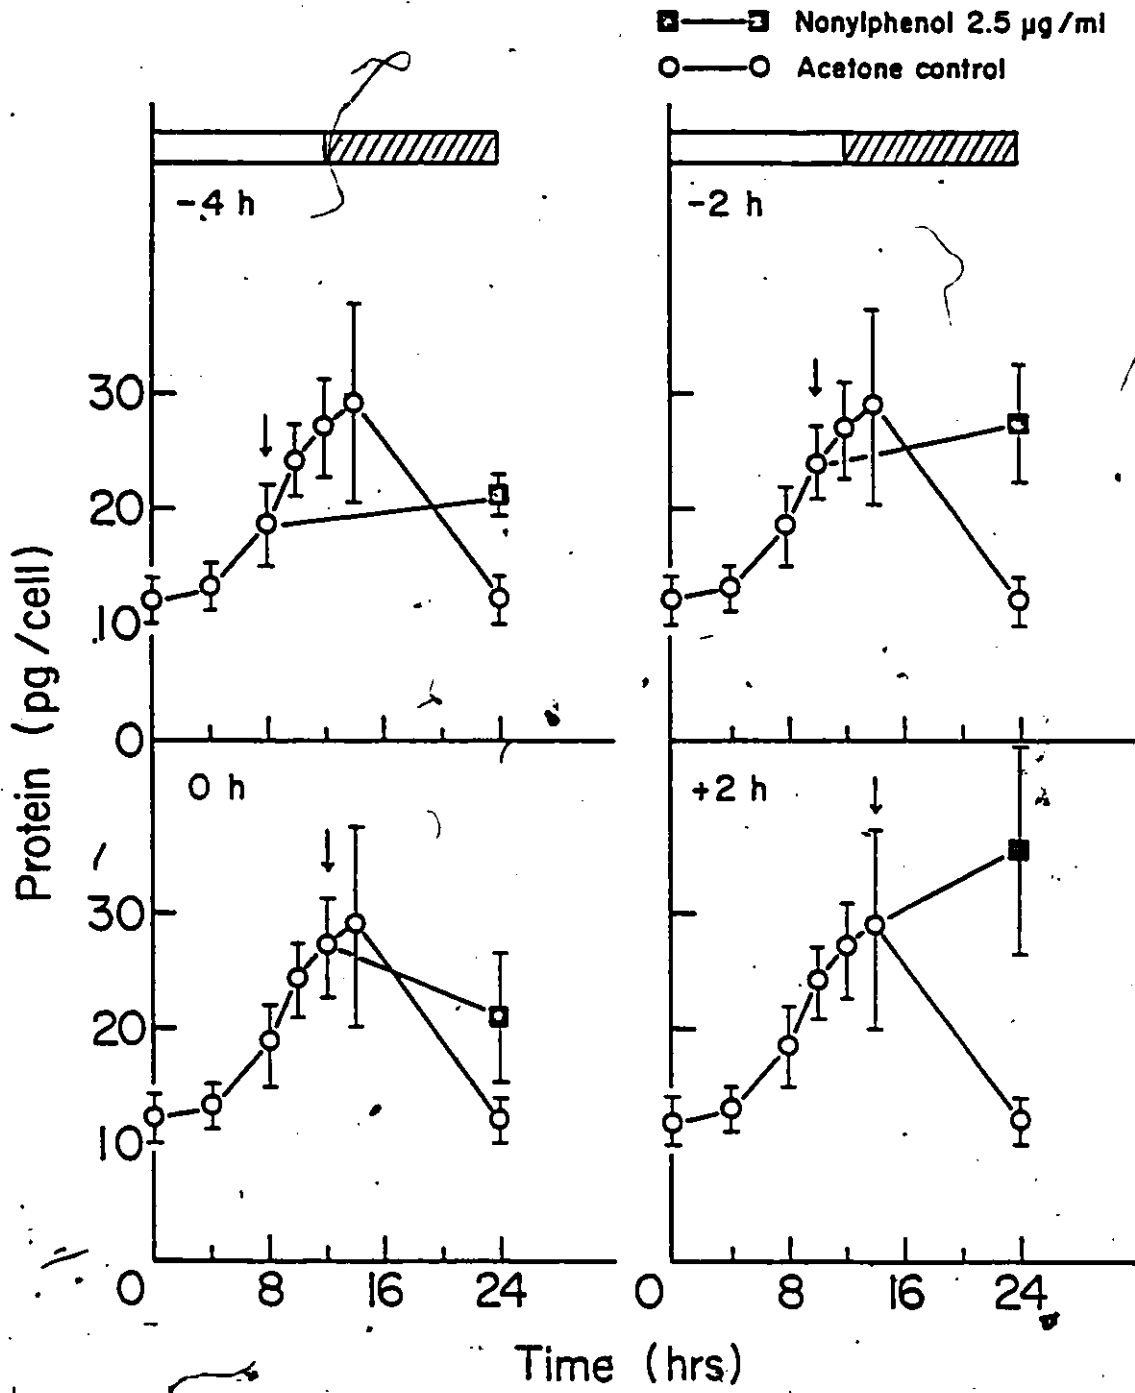 Nonylphenol 2.5 µg/ml
Acetone control
-4 h
-2 h
30
20
10
0
0 h
+2 h
30
20
10
0 8 16 24
0 8 16 24
Protein (pg/cell)
Time (hrs)